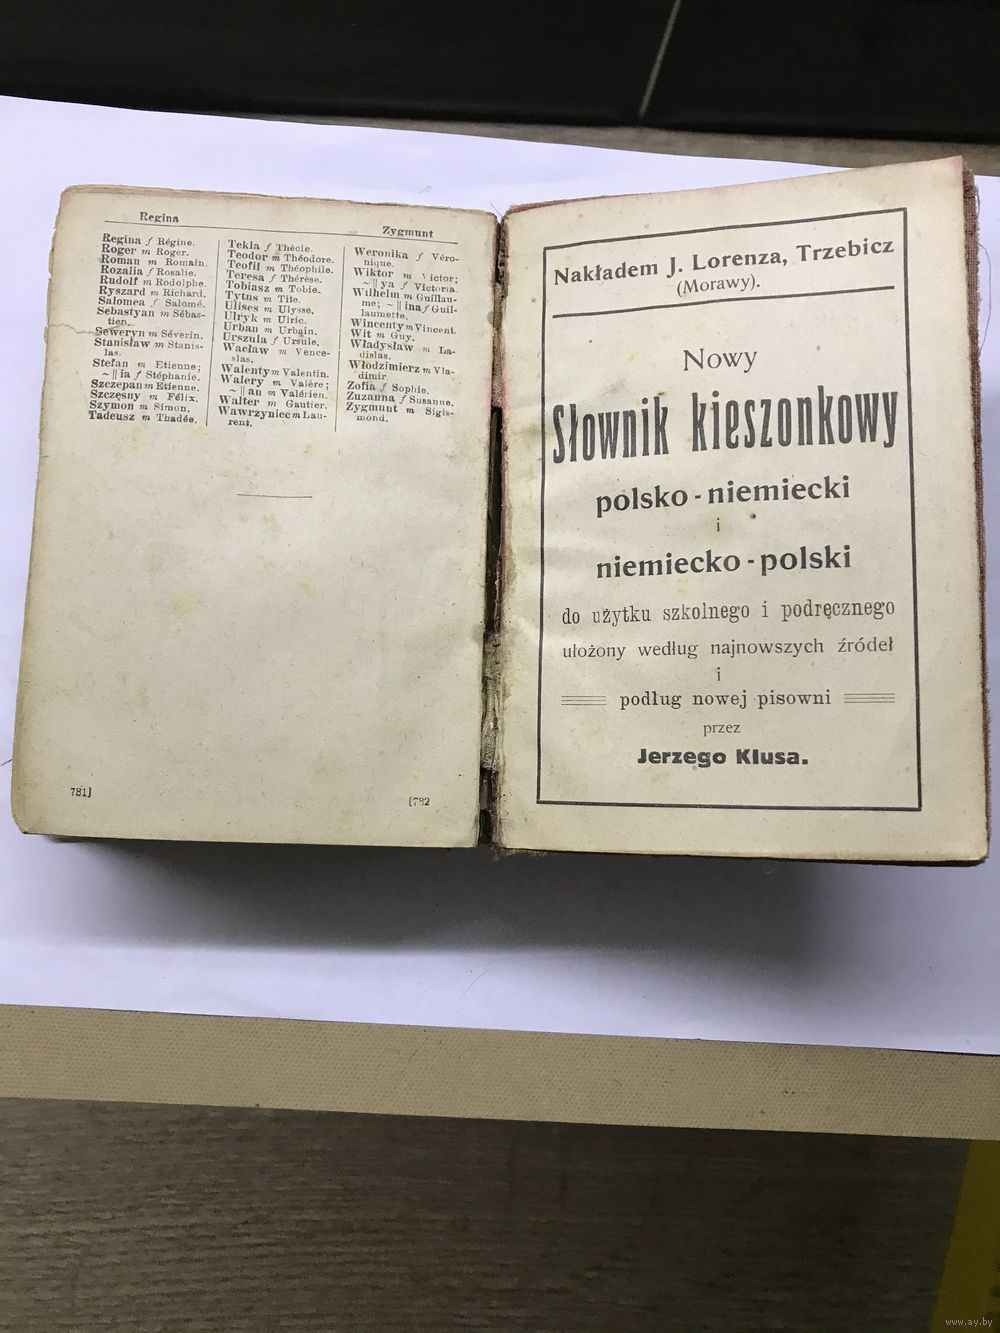 Regina
Zygmunt
Regina f Régine.
Roger m Roger.
Roman m Romain.
Rozalia f Rosalie.
Rudolf m Rodolphe.
Ryszard m Richard.
Salomea f Salomé.
Sebastyan m Sébas-
tien.
Seweryn m Séverin.
Stanisław m Stanis-
las.
Stefan m Etienne;
~||ia f Stéphanie.
Szczepan m Etienne.
Szczęsny m Félix.
Szymon m Simon.
Tadeusz m Thadée.
Tekla f Thècle.
Teodor m Théodore.
Teofil m Théophile.
Teresa f Thérèse.
Tobiasz m Tobie.
Tytus m Tite.
Ulises m Ulysse.
Ulryk m Ulric.
Urban m Urbain.
Urszula f Ursule.
Wacław m Vence-
slas.
Walenty m Valentin.
Walery m Valère;
~||an m Valérien.
Walter m Gautier.
Wawrzyniec m Lau-
rent.
Weronika f Véro-
nique.
Wiktor m Victor;
~||ya f Victoria.
Wilhelm m Guillau-
me; ~||ina f Guil-
laumette.
Wincenty m Vincent.
Wit m Guy.
Władysław m La-
dislas.
Włodzimierz m Vla-
dimir.
Zofia f Sophie.
Zuzanna f Susanne.
Zygmunt m Sigis-
mond.
781]
[782
Nakładem J. Lorenza, Trzebicz
(Morawy).
Nowy
Słownik kieszonkowy
polsko-niemiecki
i
niemiecko-polski
do użytku szkolnego i podręcznego
ułożony według najnowszych źródeł
i
podług nowej pisowni
przez
Jerzego Klusa.
www.ay.by